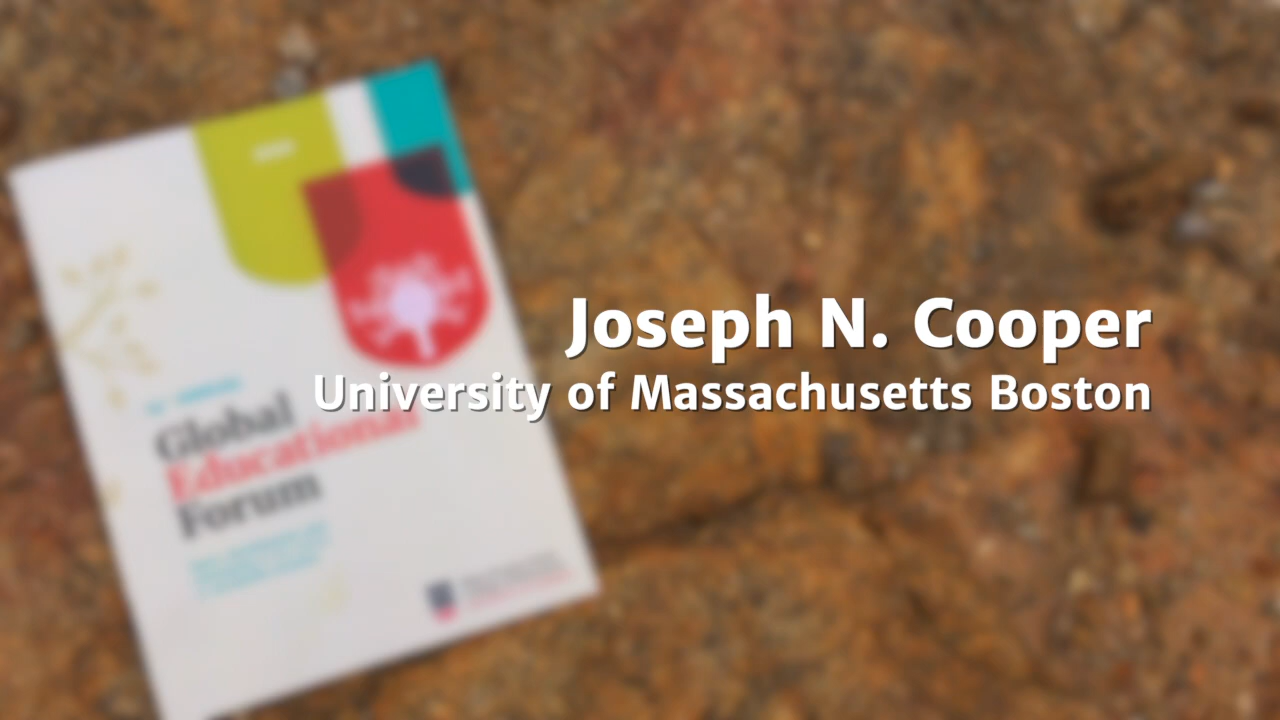 Joseph N. Cooper
University of Massachusetts Boston
Global
Educational
Forum